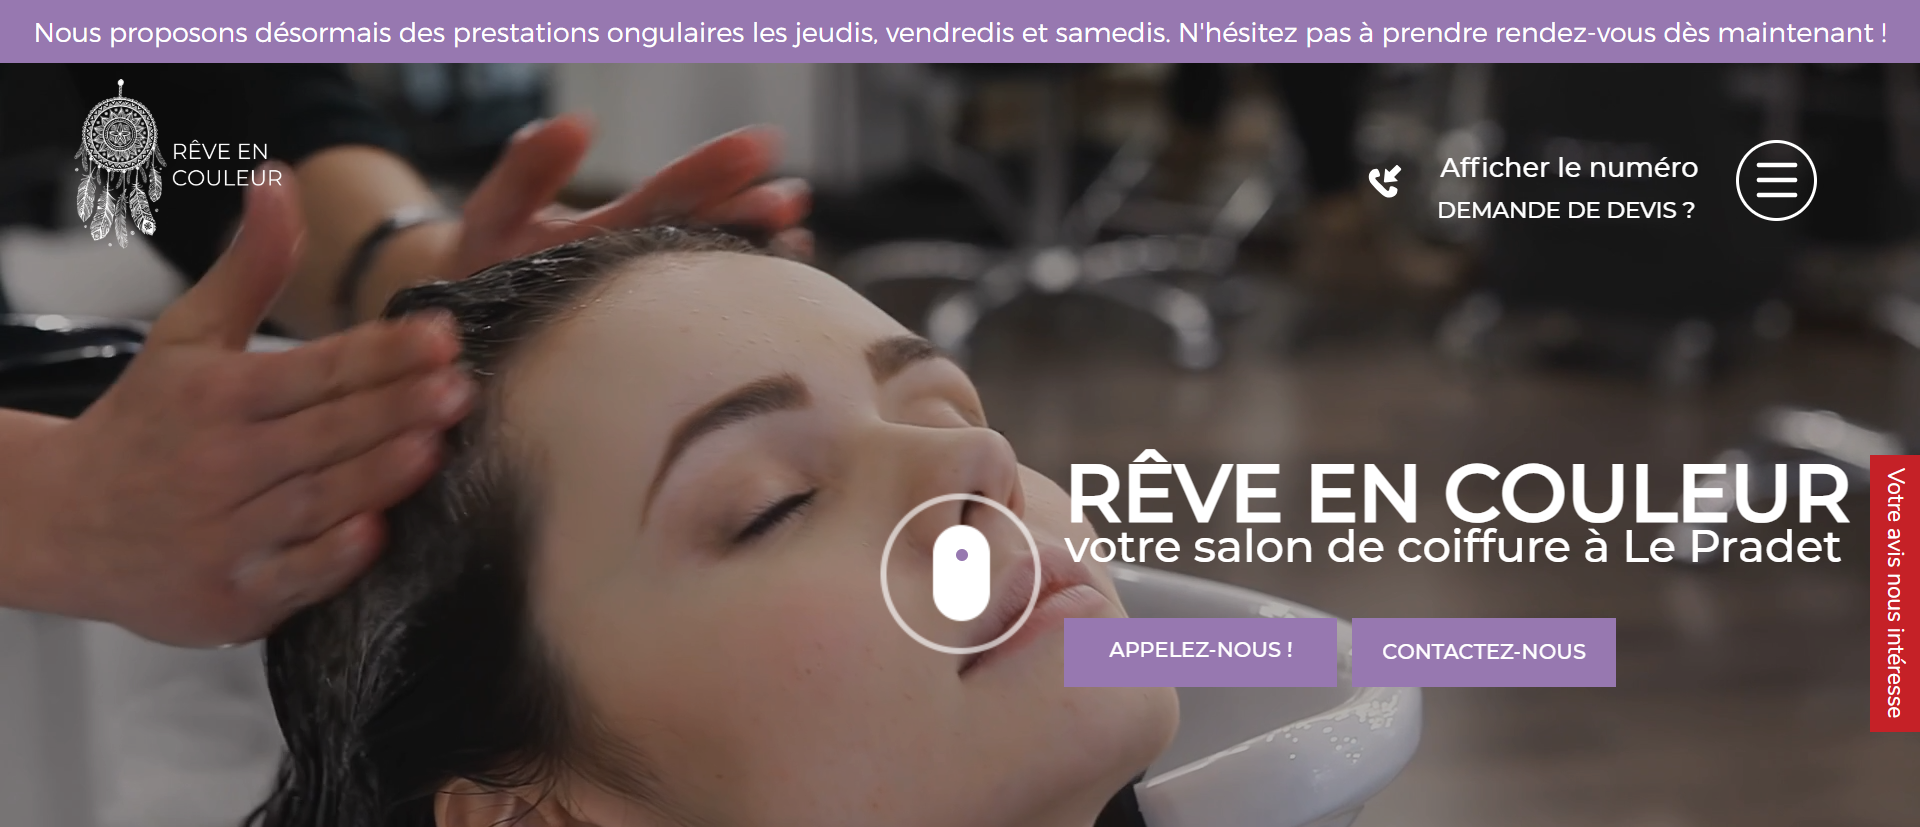 Nous proposons désormais des prestations ongulaires les jeudis, vendredis et samedis. N'hésitez pas à prendre rendez-vous dès maintenant !
RÊVE EN
COULEUR
Afficher le numéro
DEMANDE DE DEVIS ?
RÊVE EN COULEUR
votre salon de coiffure à Le Pradet
APPELEZ-NOUS !
CONTACTEZ-NOUS
Votre avis nous intéresse